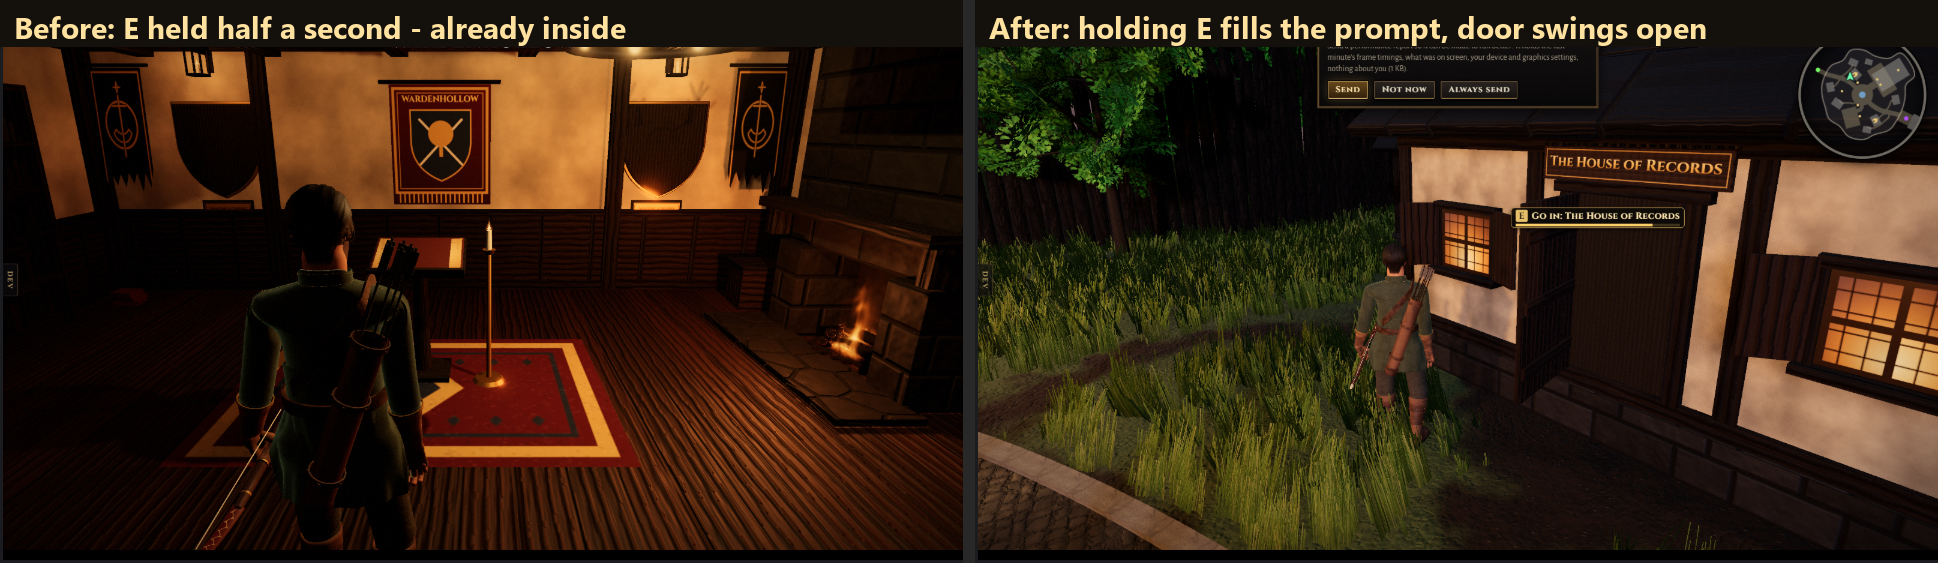 Before: E held half a second - already inside
WARDENHOLLOW
DEV
After: holding E fills the prompt, door swings open
minute's frame timings, what was on screen, your device and graphics settings,
nothing about you (1 KB).
SEND
NOT NOW
ALWAYS SEND
THE HOUSE OF RECORDS
E GO IN: THE HOUSE OF RECORDS
DEV